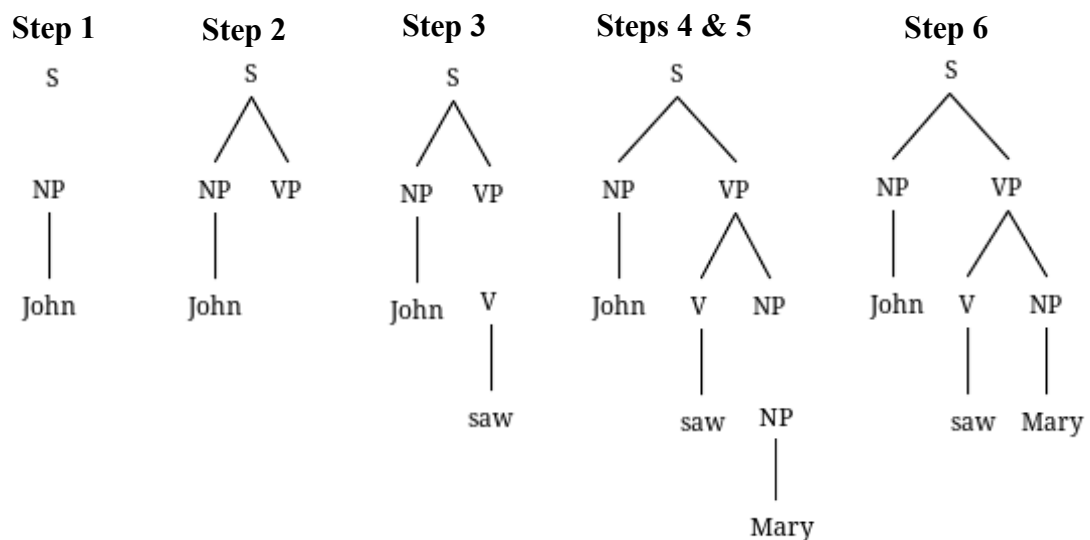 Step 1 Step 2 Step 3 Steps 4 & 5 Step 6
S S S S S
NP NP VP NP VP NP VP NP VP
John John John V John V NP John V NP
saw saw NP saw Mary
Mary